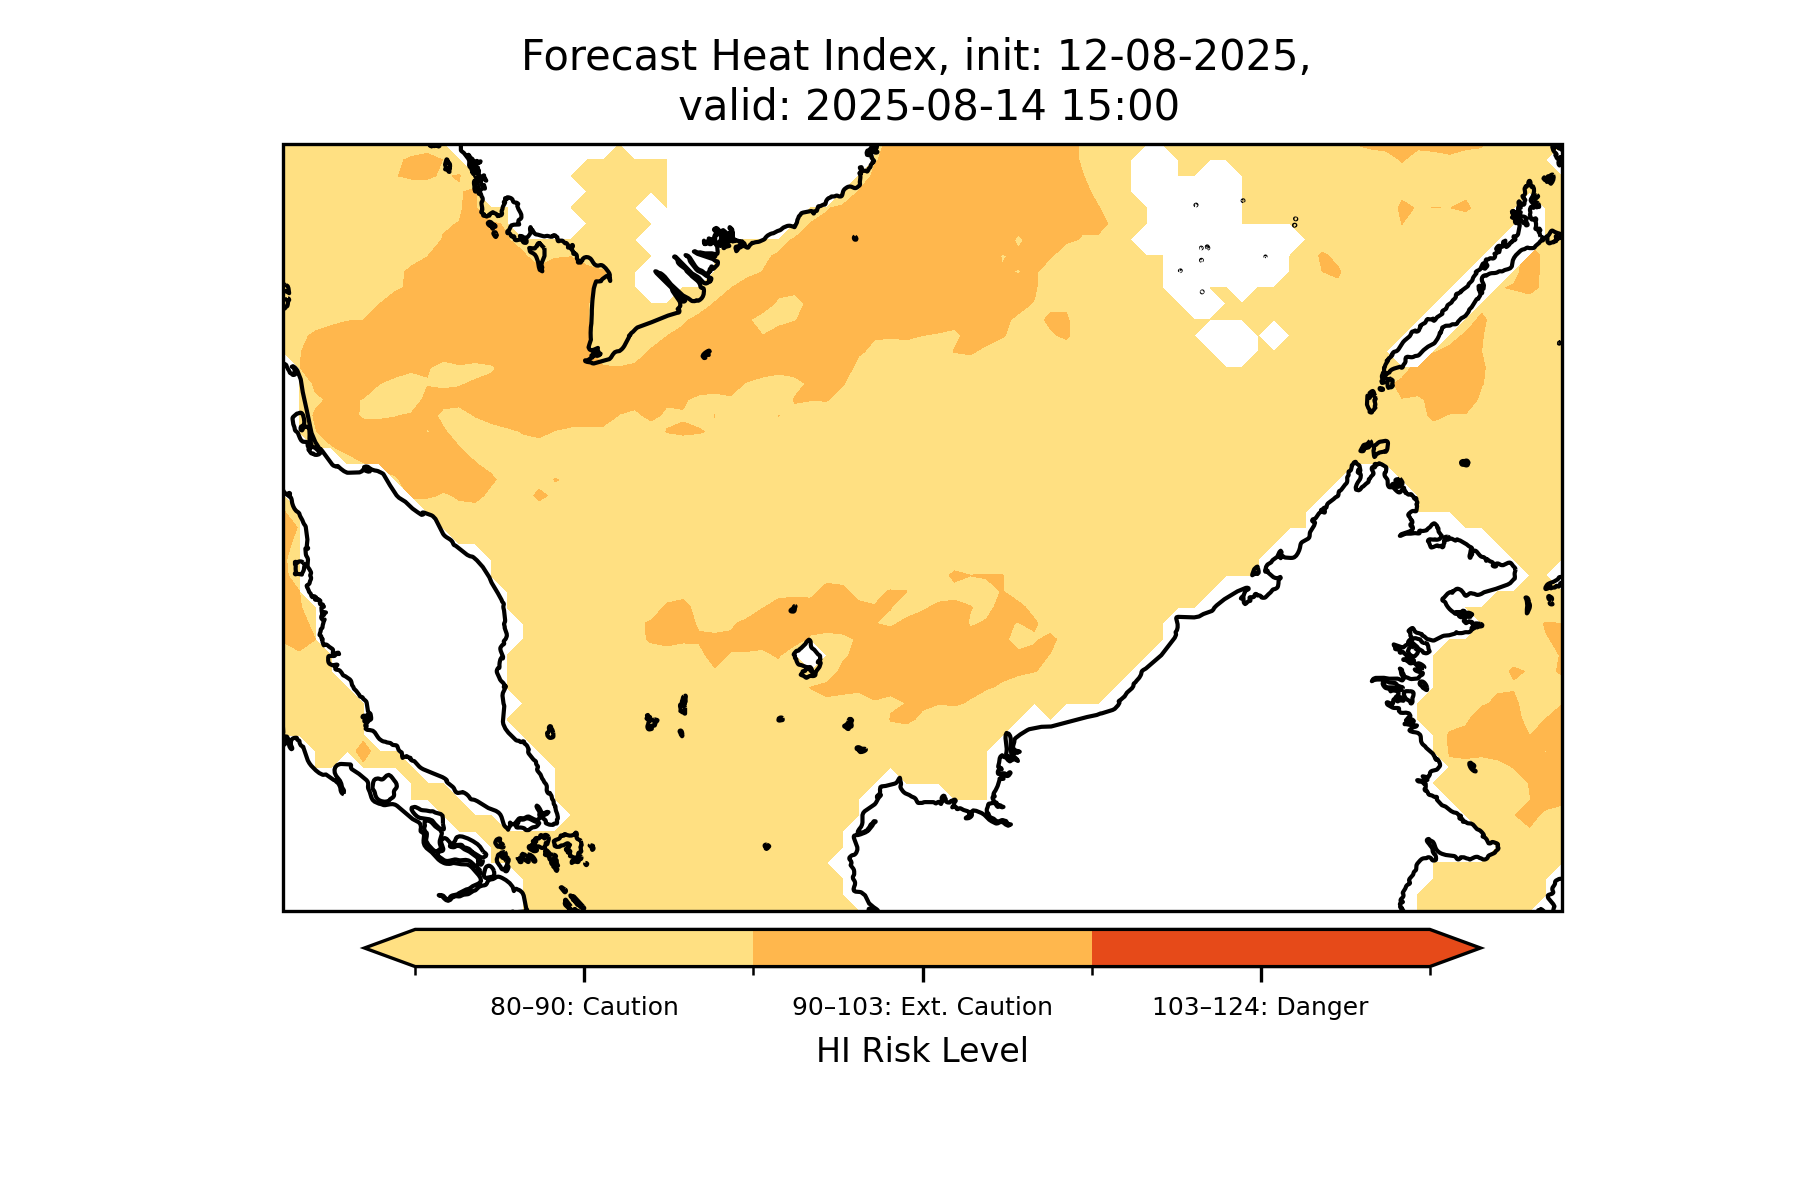 Forecast Heat Index, init: 12-08-2025,
valid: 2025-08-14 15:00
80–90: Caution
90–103: Ext. Caution
103–124: Danger
HI Risk Level